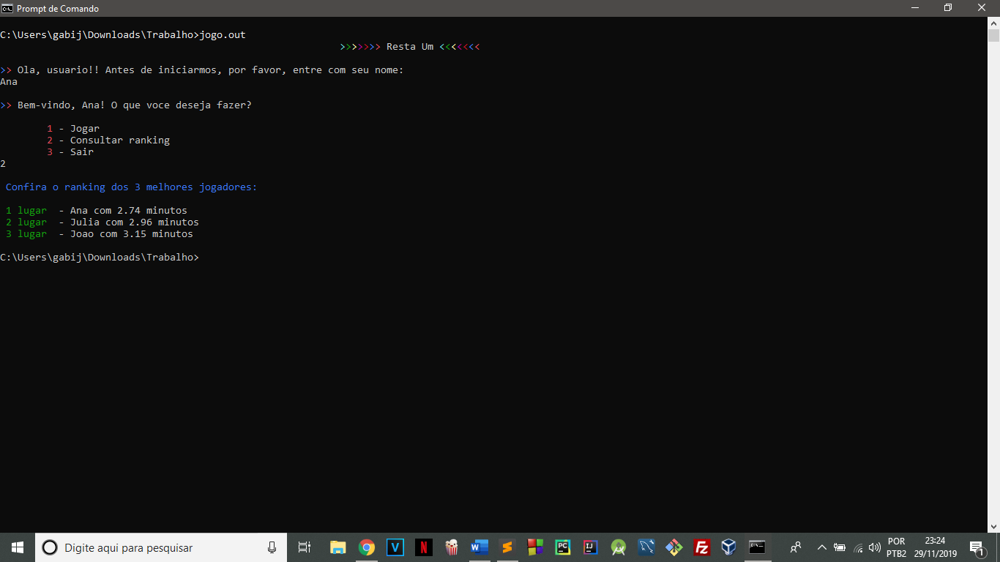 Prompt de Comando
C:\Users\gabij\Downloads\Trabalho>jogo.out
>>>>>>> Resta Um <<<<<<<
>> Ola, usuario!! Antes de iniciarmos, por favor, entre com seu nome:
Ana
>> Bem-vindo, Ana! O que voce deseja fazer?
1 - Jogar
2 - Consultar ranking
3 - Sair
2
Confira o ranking dos 3 melhores jogadores:
1 lugar - Ana com 2.74 minutos
2 lugar - Julia com 2.96 minutos
3 lugar - Joao com 3.15 minutos
C:\Users\gabij\Downloads\Trabalho>
Digite aqui para pesquisar
POR
PTB2
23:24
29/11/2019
1